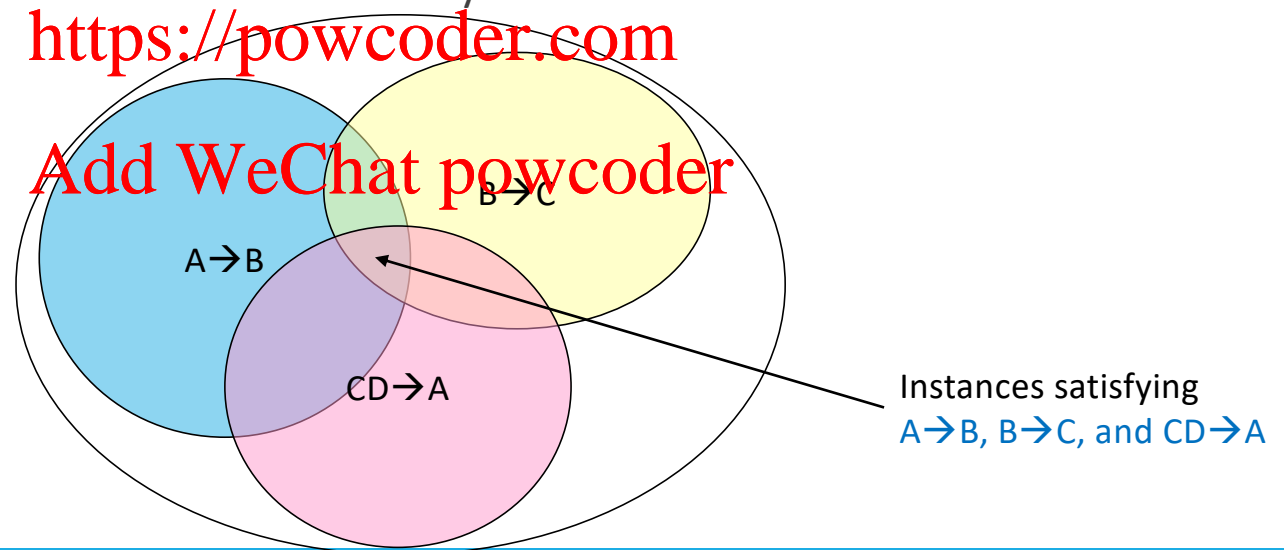 https://powcoder.com
Add WeChat powcoder
B→C
A→B
CD→A
Instances satisfying
A→B, B→C, and CD→A